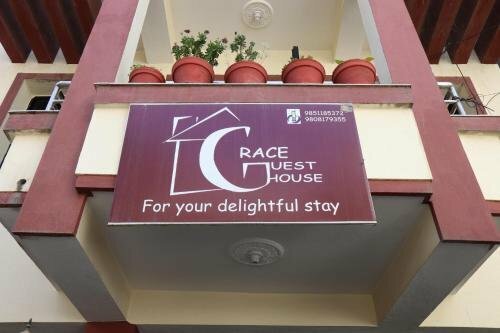 9851185372
9808179355
GRACE
GUEST
HOUSE
For your delightful stay